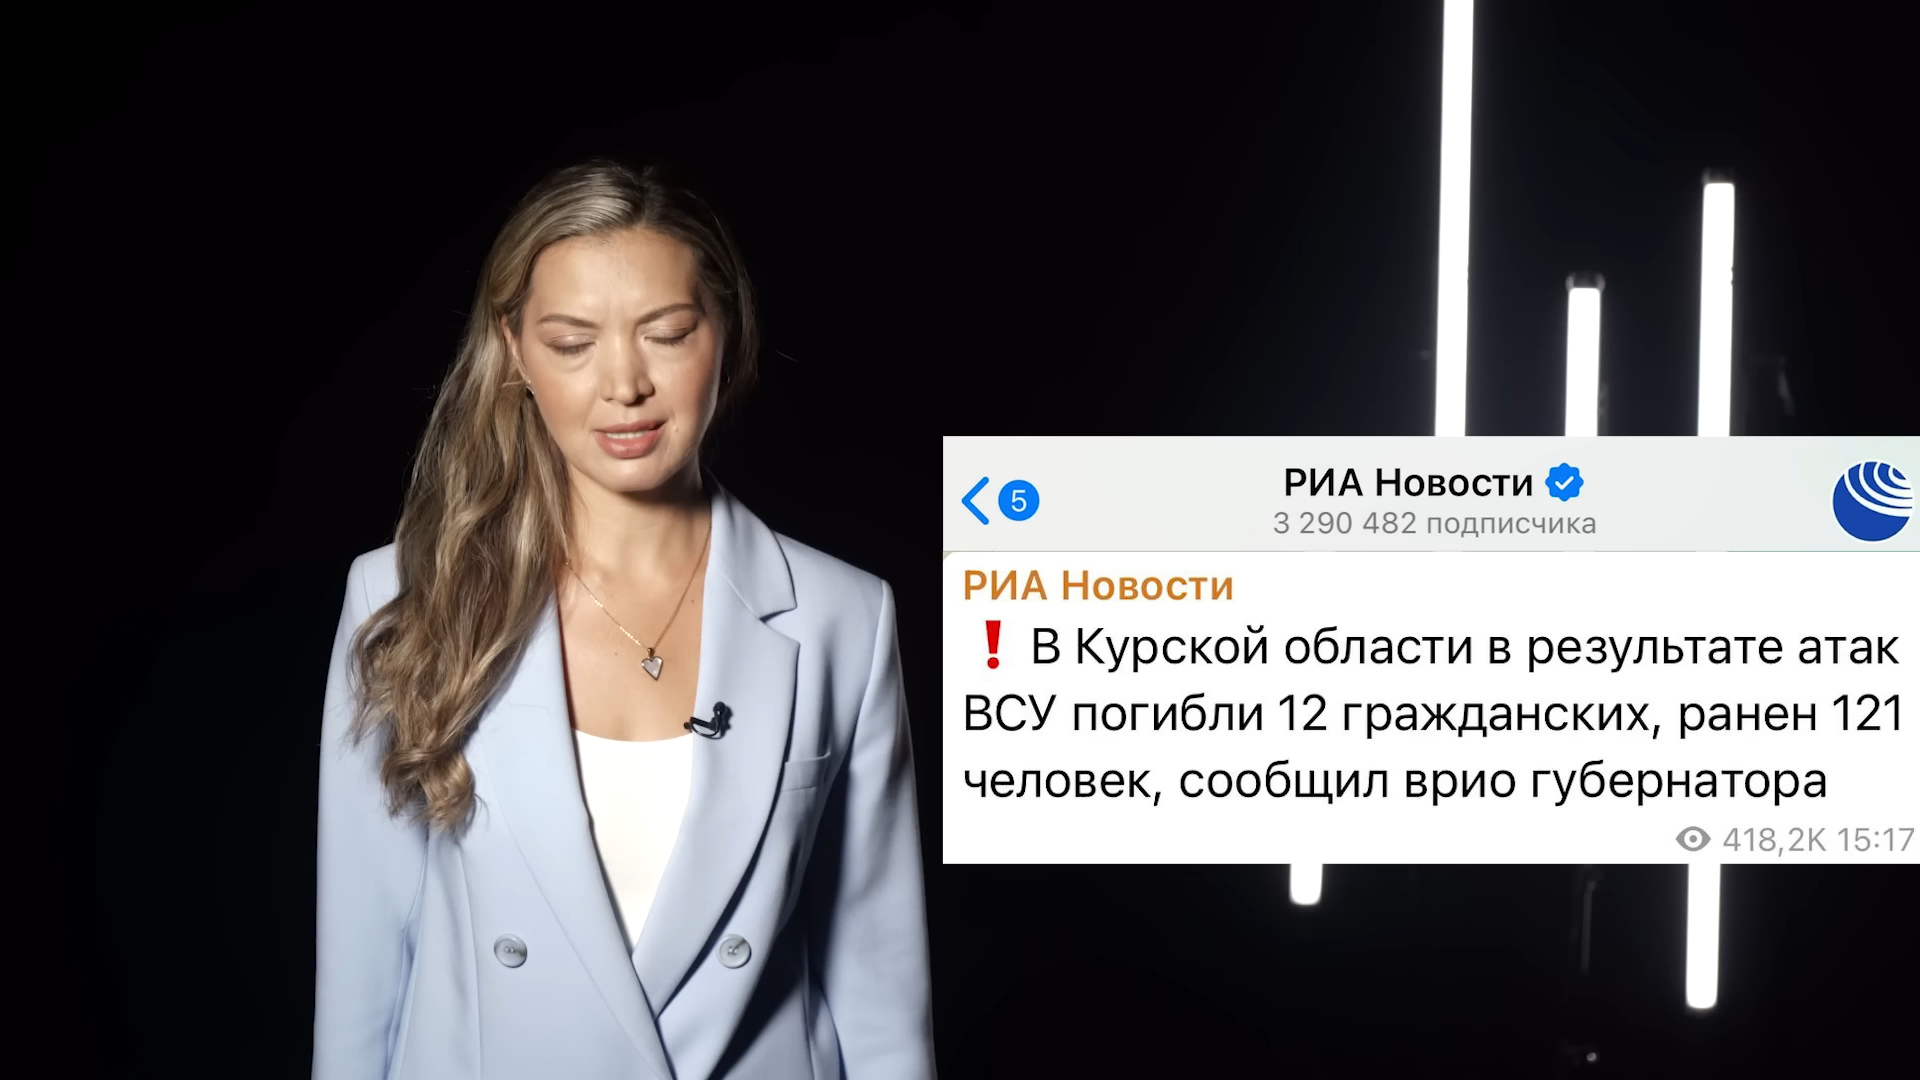 5
РИА Новости
3 290 482 подписчика
РИА Новости
❗ В Курской области в результате атак
ВСУ погибли 12 гражданских, ранен 121
человек, сообщил врио губернатора
418,2K 15:17